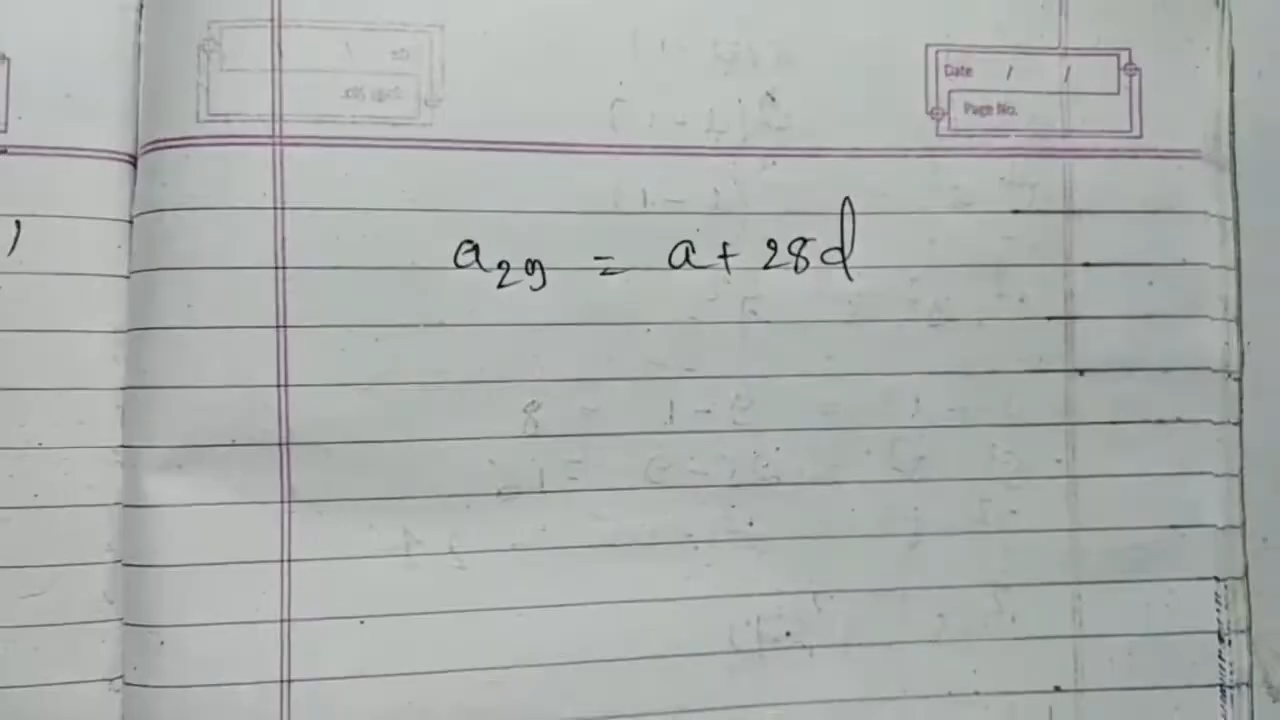 Date / /
Page No.
a₂₉ = a + 28d